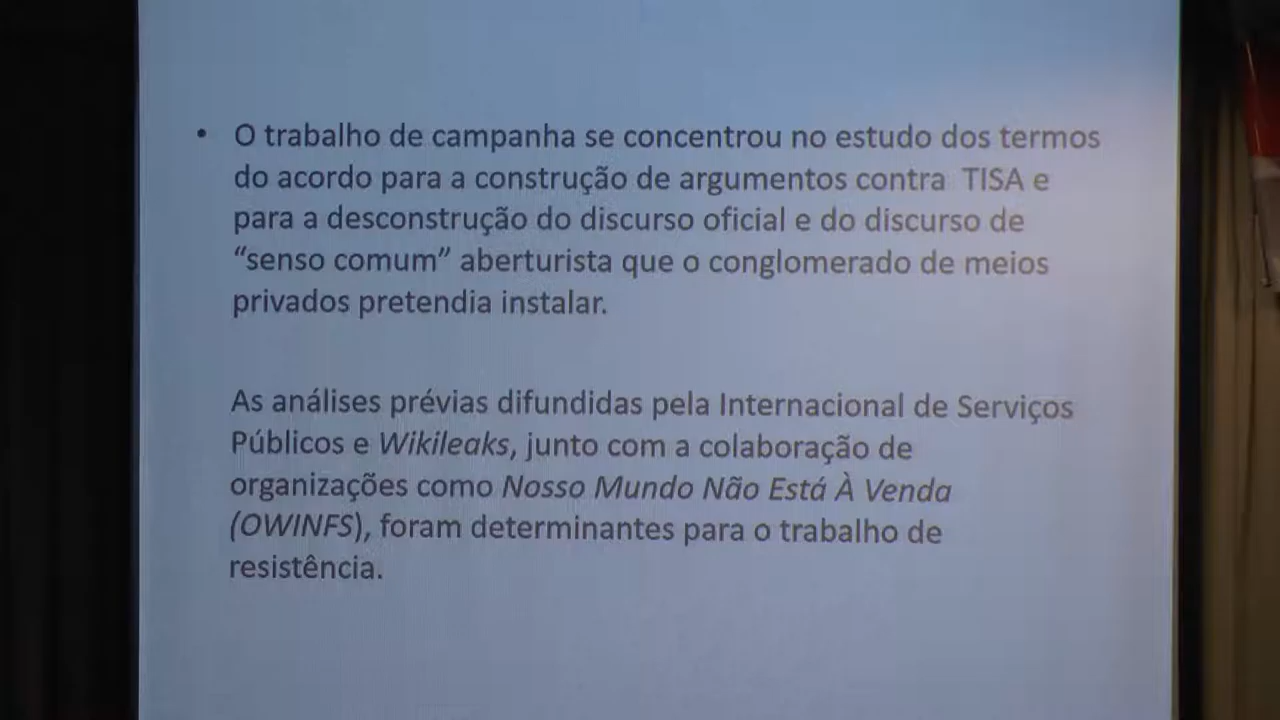 • O trabalho de campanha se concentrou no estudo dos termos
do acordo para a construção de argumentos contra TISA e
para a desconstrução do discurso oficial e do discurso de
“senso comum” aberturista que o conglomerado de meios
privados pretendia instalar.
As análises prévias difundidas pela Internacional de Serviços
Públicos e Wikileaks, junto com a colaboração de
organizações como Nosso Mundo Não Está À Venda
(OWINFS), foram determinantes para o trabalho de
resistência.